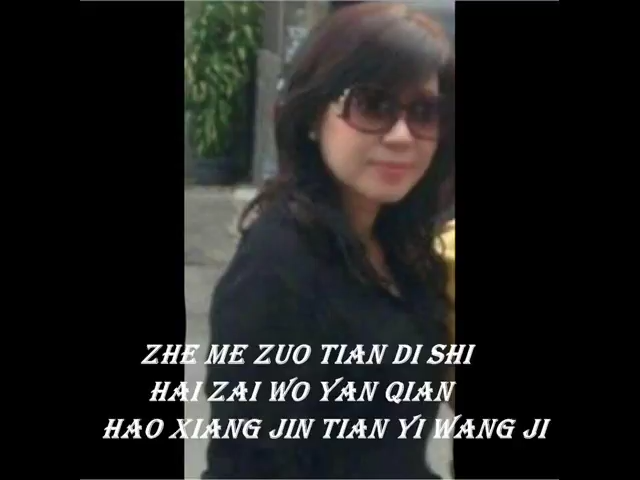 ZHE ME ZUO TIAN DI SHI
HAI ZAI WO YAN QIAN
HAO XIANG JIN TIAN YI WANG JI